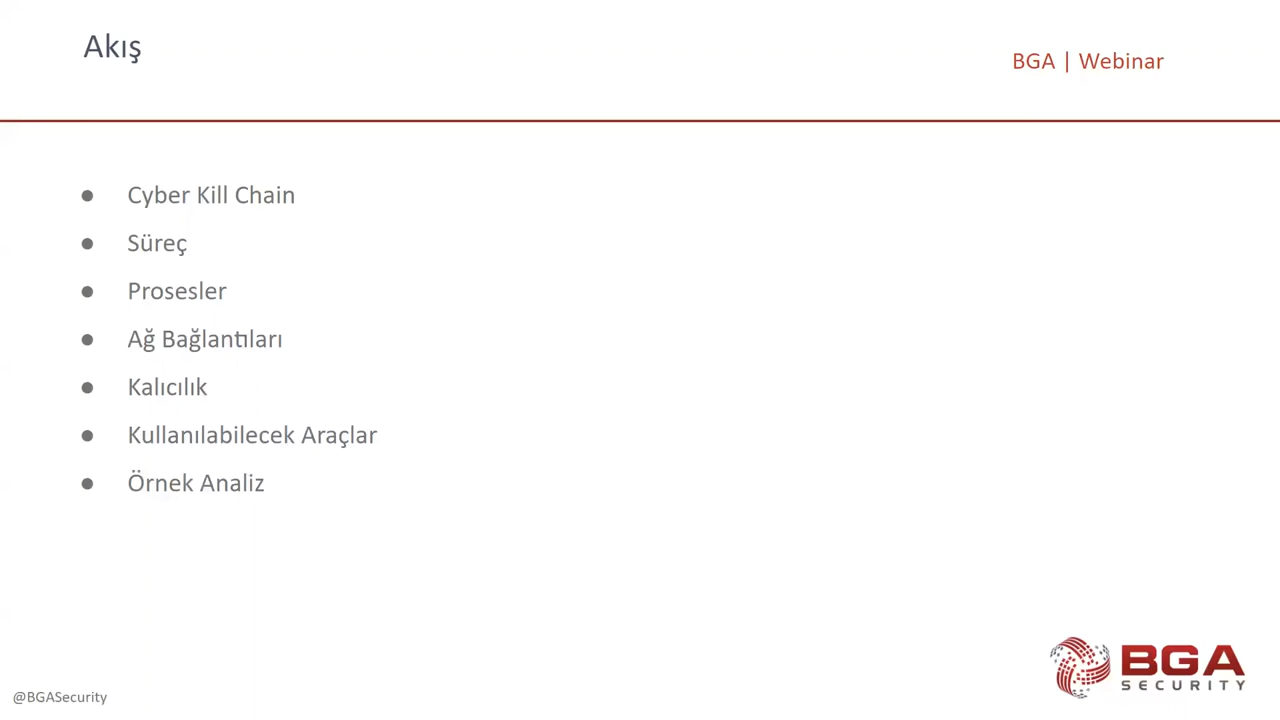 Akış
BGA | Webinar
● Cyber Kill Chain
● Süreç
● Prosesler
● Ağ Bağlantıları
● Kalıcılık
● Kullanılabilecek Araçlar
● Örnek Analiz
BGA
SECURITY
@BGASecurity